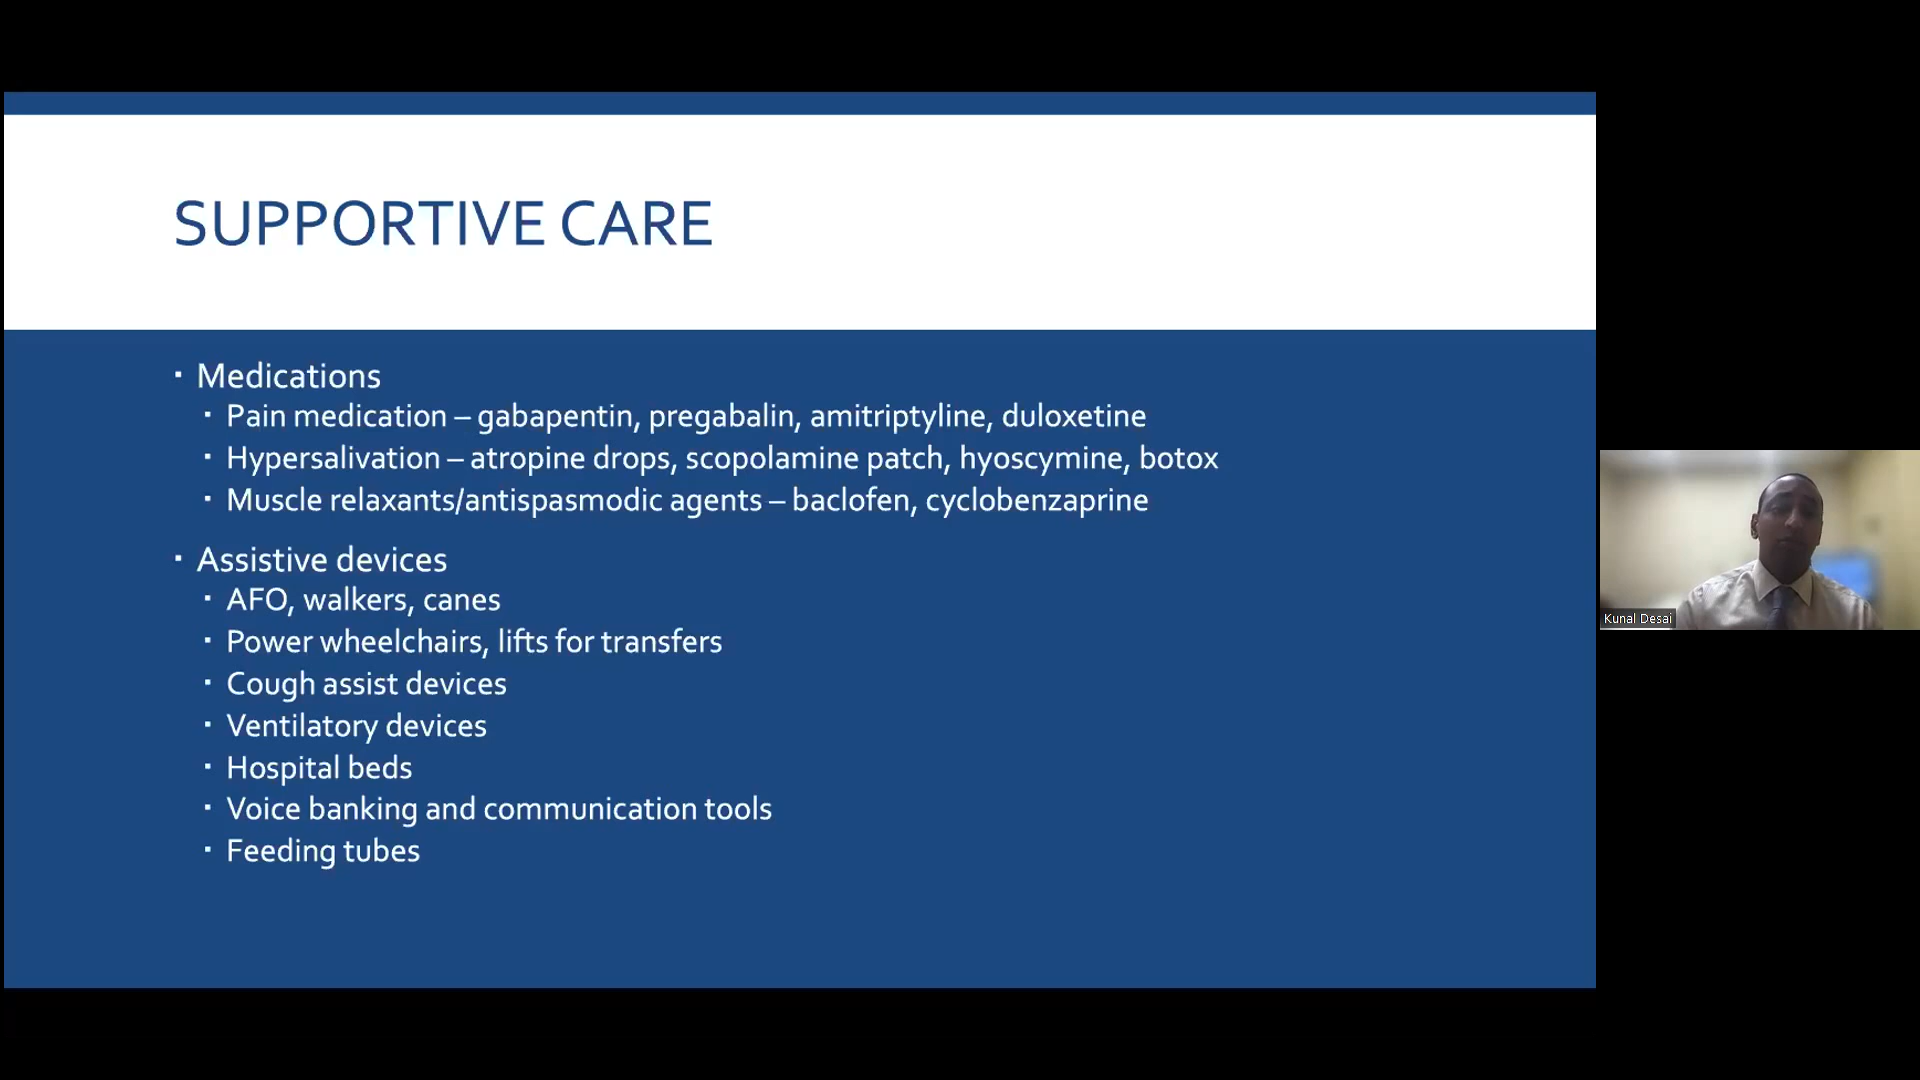 SUPPORTIVE CARE
▪ Medications
▪ Pain medication – gabapentin, pregabalin, amitriptyline, duloxetine
▪ Hypersalivation – atropine drops, scopolamine patch, hyoscymine, botox
▪ Muscle relaxants/antispasmodic agents – baclofen, cyclobenzaprine
▪ Assistive devices
▪ AFO, walkers, canes
▪ Power wheelchairs, lifts for transfers
▪ Cough assist devices
▪ Ventilatory devices
▪ Hospital beds
▪ Voice banking and communication tools
▪ Feeding tubes
Kunal Desai